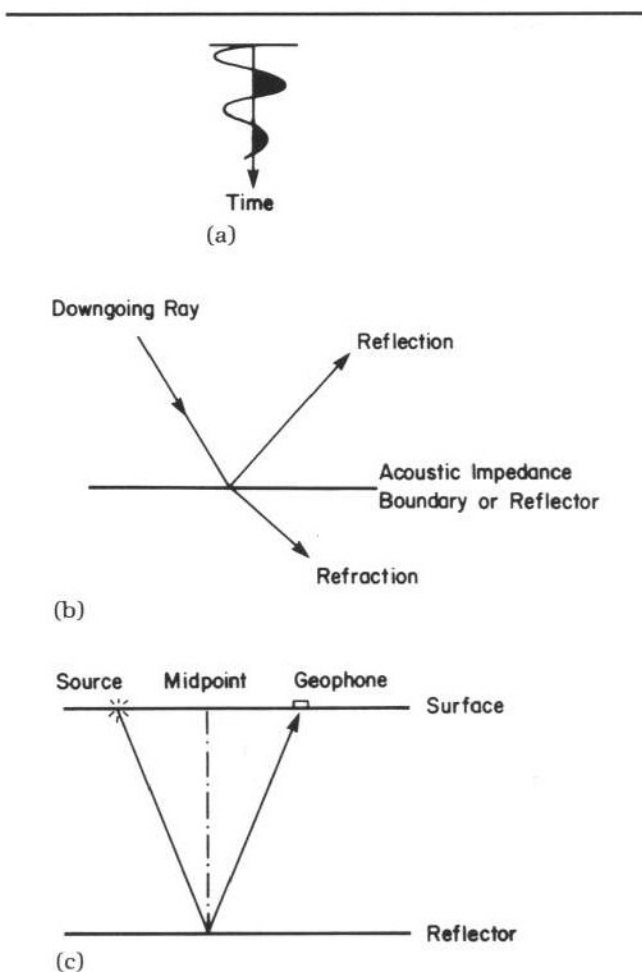 Time
(a)
Downgoing Ray
Reflection
Acoustic Impedance
Boundary or Reflector
Refraction
(b)
Source Midpoint Geophone
Surface
Reflector
(c)